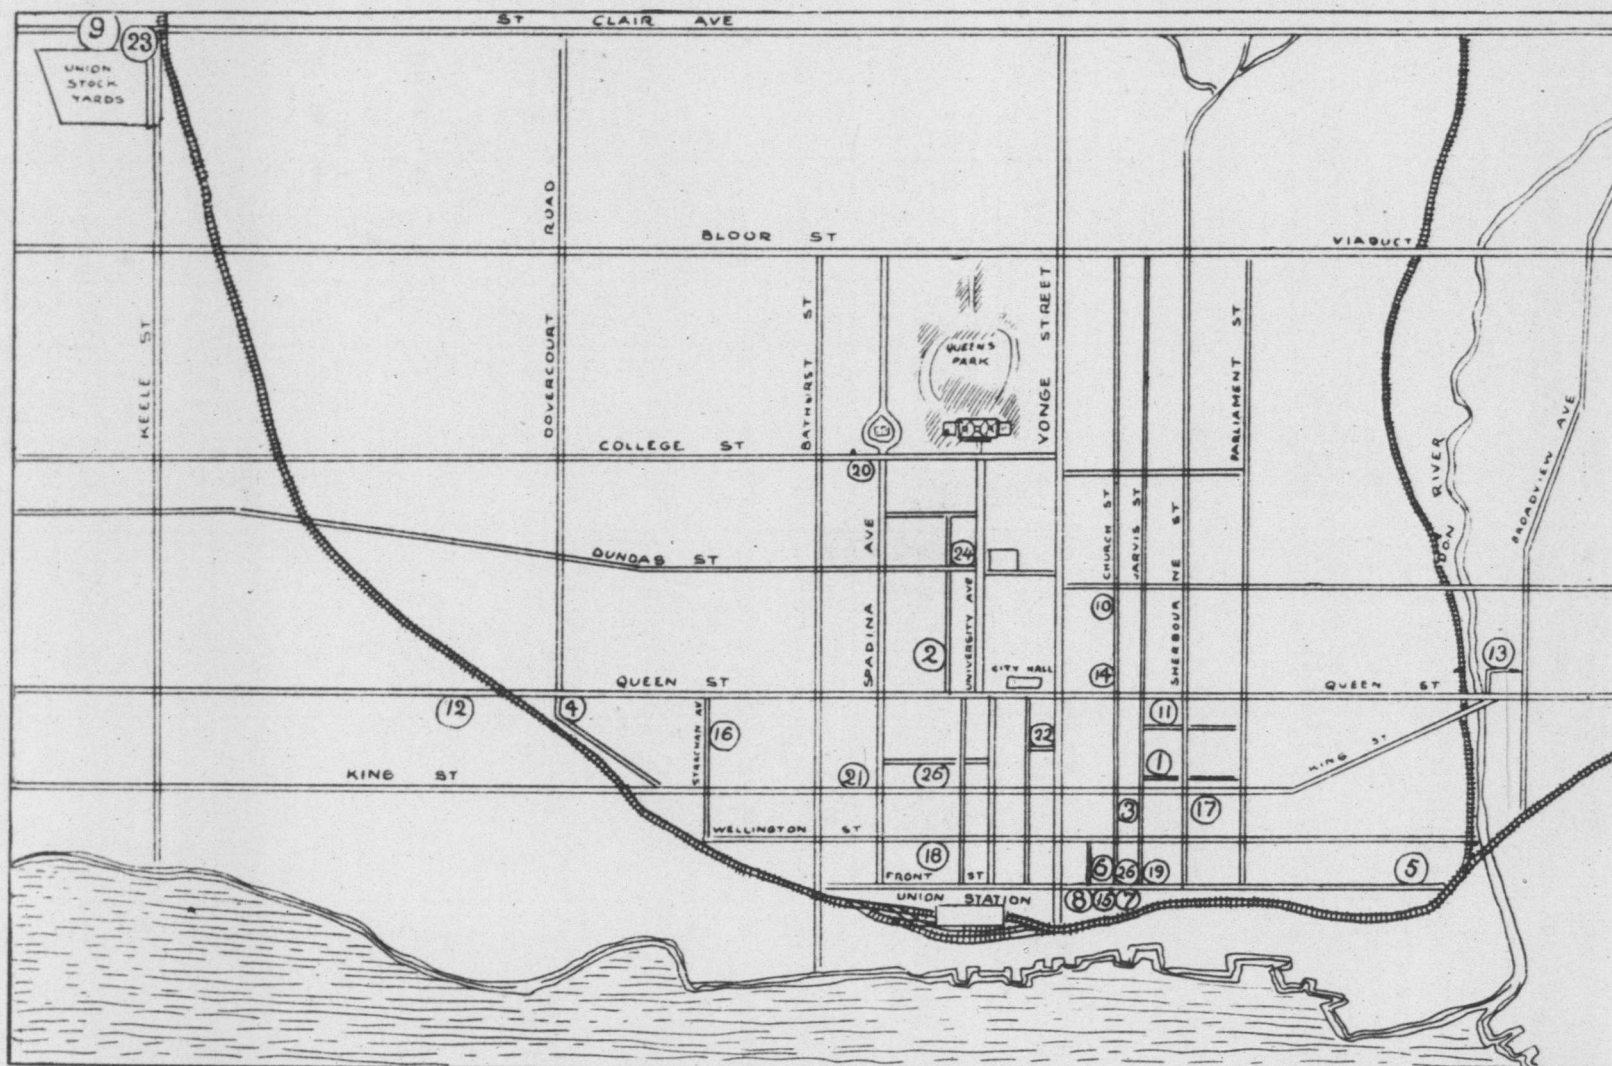 ST CLAIR AVE
9
23
UNION
STOCK
YARDS
BLOOR ST
VIADUCT
KEELE ST
DOVERCOURT ROAD
BATHURST ST
QUEENS
PARK
YONGE STREET
PARLIAMENT ST
COLLEGE ST
20
DON RIVER
BROADVIEW AVE
DUNDAS ST
SPADINA AVE
24
UNIVERSITY AVE
CHURCH ST
JARVIS ST
SHERBOUR NE ST
10
2
CITY HALL
14
13
QUEEN ST
QUEEN ST
12
4
STRACHAN AV
16
22
11
KING ST
KING ST
21
26
1
3
17
WELLINGTON ST
18
6
26
19
5
FRONT ST
UNION STATION
8
15
7